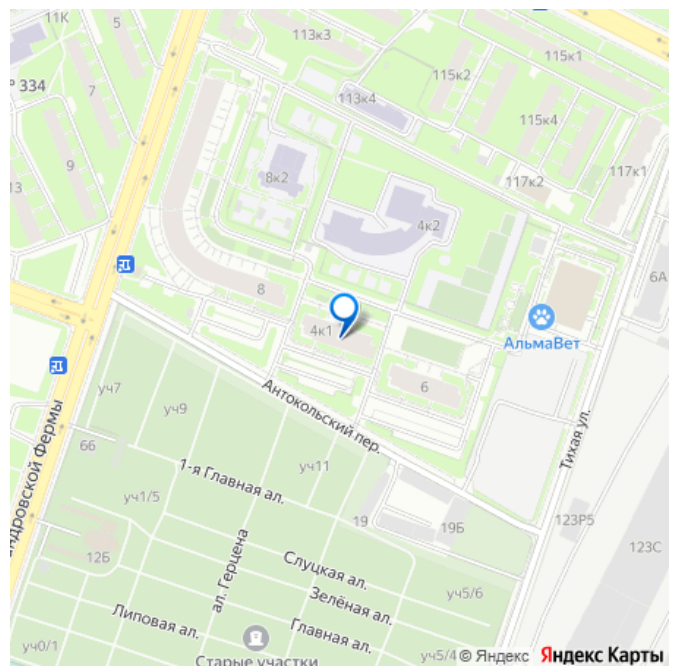 11К
5
113к3
115к1
Р 334
7
115к2
113к4
115к4
9
117к1
13
8к2
117к2
4к2
6А
8
4к1
АльмаВет
6
уч7
Антокольский пер.
уч9
Тихая ул.
66
1-я Главная ал.
уч11
ндровской Фермы
уч1/5
19
19Б
123Р5
12Б
ал. Герцена
Слуцкая ал.
123С
Зелёная ал.
уч5/6
Липовая ал.
Главная ал.
уч0/1
Старые участки
уч5/4
© Яндекс Яндекс Карты